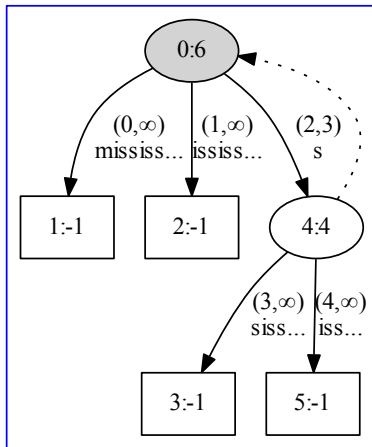 0:6
(0,∞) (1,∞) (2,3)
mississ... ississ... s
1:-1 2:-1 4:4
(3,∞) (4,∞)
siss... iss...
3:-1 5:-1